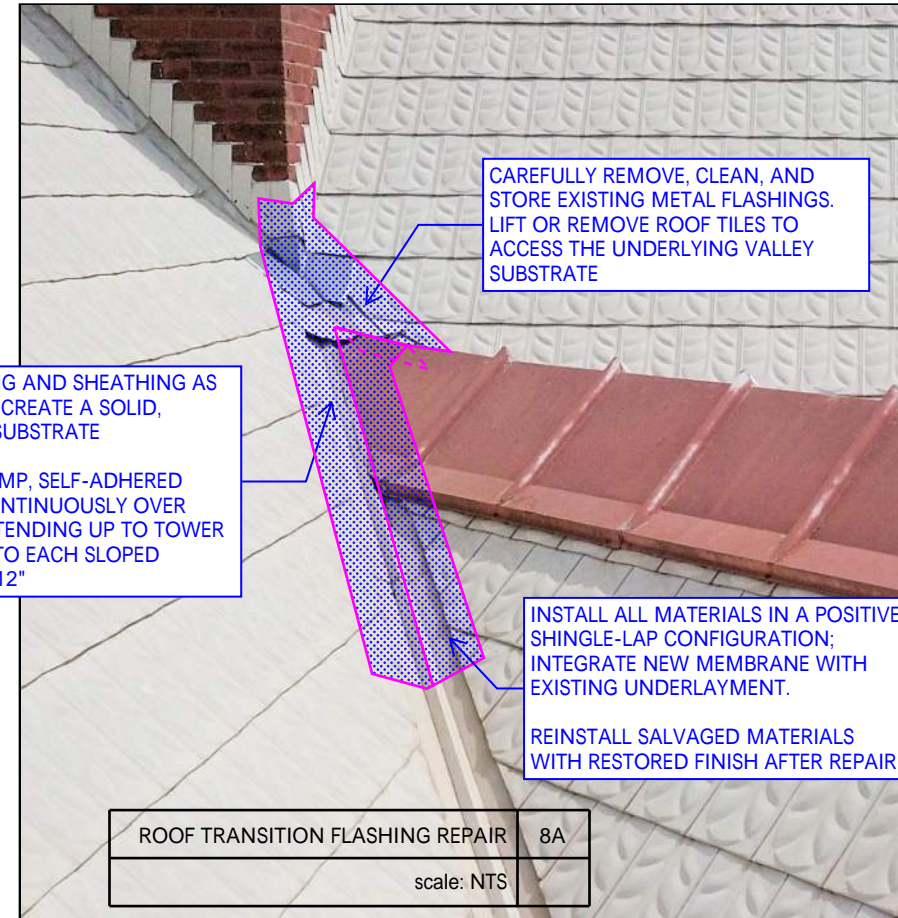 CAREFULLY REMOVE, CLEAN, AND
STORE EXISTING METAL FLASHINGS.
LIFT OR REMOVE ROOF TILES TO
ACCESS THE UNDERLYING VALLEY
SUBSTRATE
AND SHEATHING AS
CREATE A SOLID,
SUBSTRATE
SELF-ADHERED
OVER
UP TO TOWER
TO EACH SLOPED
12"
INSTALL ALL MATERIALS IN A POSITIVE
SHINGLE-LAP CONFIGURATION;
INTEGRATE NEW MEMBRANE WITH
EXISTING UNDERLAYMENT.
REINSTALL SALVAGED MATERIALS
WITH RESTORED FINISH AFTER REPAIR
ROOF TRANSITION FLASHING REPAIR 8A
scale: NTS